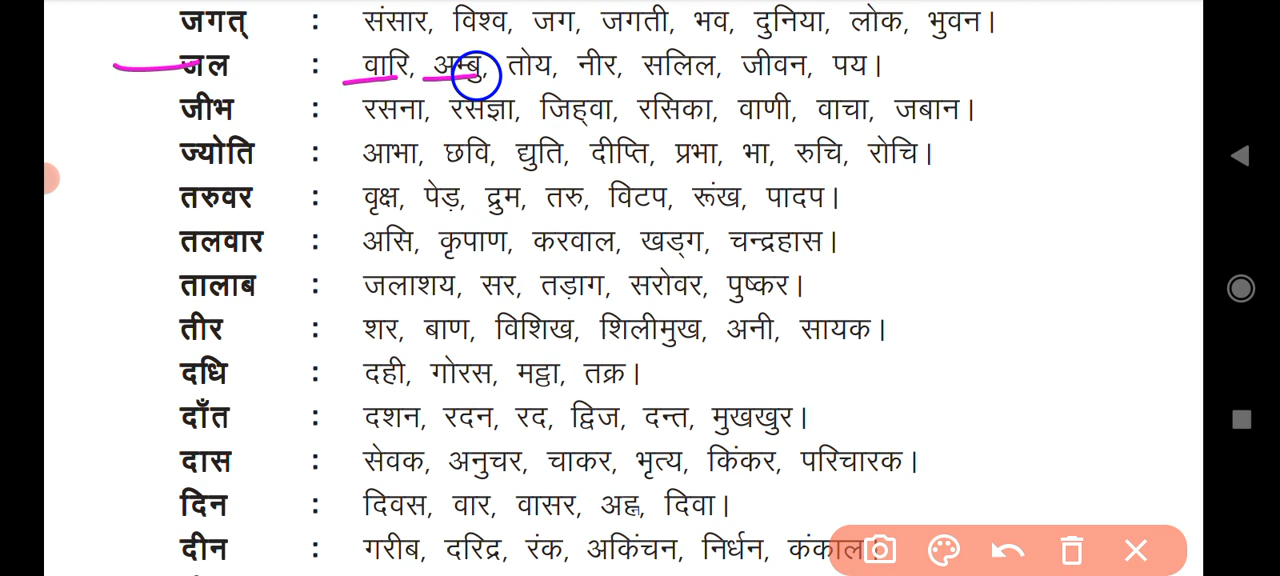 जगत् : संसार, विश्व, जग, जगती, भव, दुनिया, लोक, भुवन।
जल : वारि, अम्बु, तोय, नीर, सलिल, जीवन, पय।
जीभ : रसना, रसज्ञा, जिह्वा, रसिका, वाणी, वाचा, जबान।
ज्योति : आभा, छवि, द्युति, दीप्ति, प्रभा, भा, रुचि, रोचि।
तरुवर : वृक्ष, पेड़, द्रुम, तरु, विटप, रूंख, पादप।
तलवार : असि, कृपाण, करवाल, खड्ग, चन्द्रहास।
तालाब : जलाशय, सर, तड़ाग, सरोवर, पुष्कर।
तीर : शर, बाण, विशिख, शिलीमुख, अनी, सायक।
दधि : दही, गोरस, मट्ठा, तक्र।
दाँत : दशन, रदन, रद, द्विज, दन्त, मुखखुर।
दास : सेवक, अनुचर, चाकर, भृत्य, किंकर, परिचारक।
दिन : दिवस, वार, वासर, अह्न, दिवा।
दीन : गरीब, दरिद्र, रंक, अकिंचन, निर्धन, कंकाल।